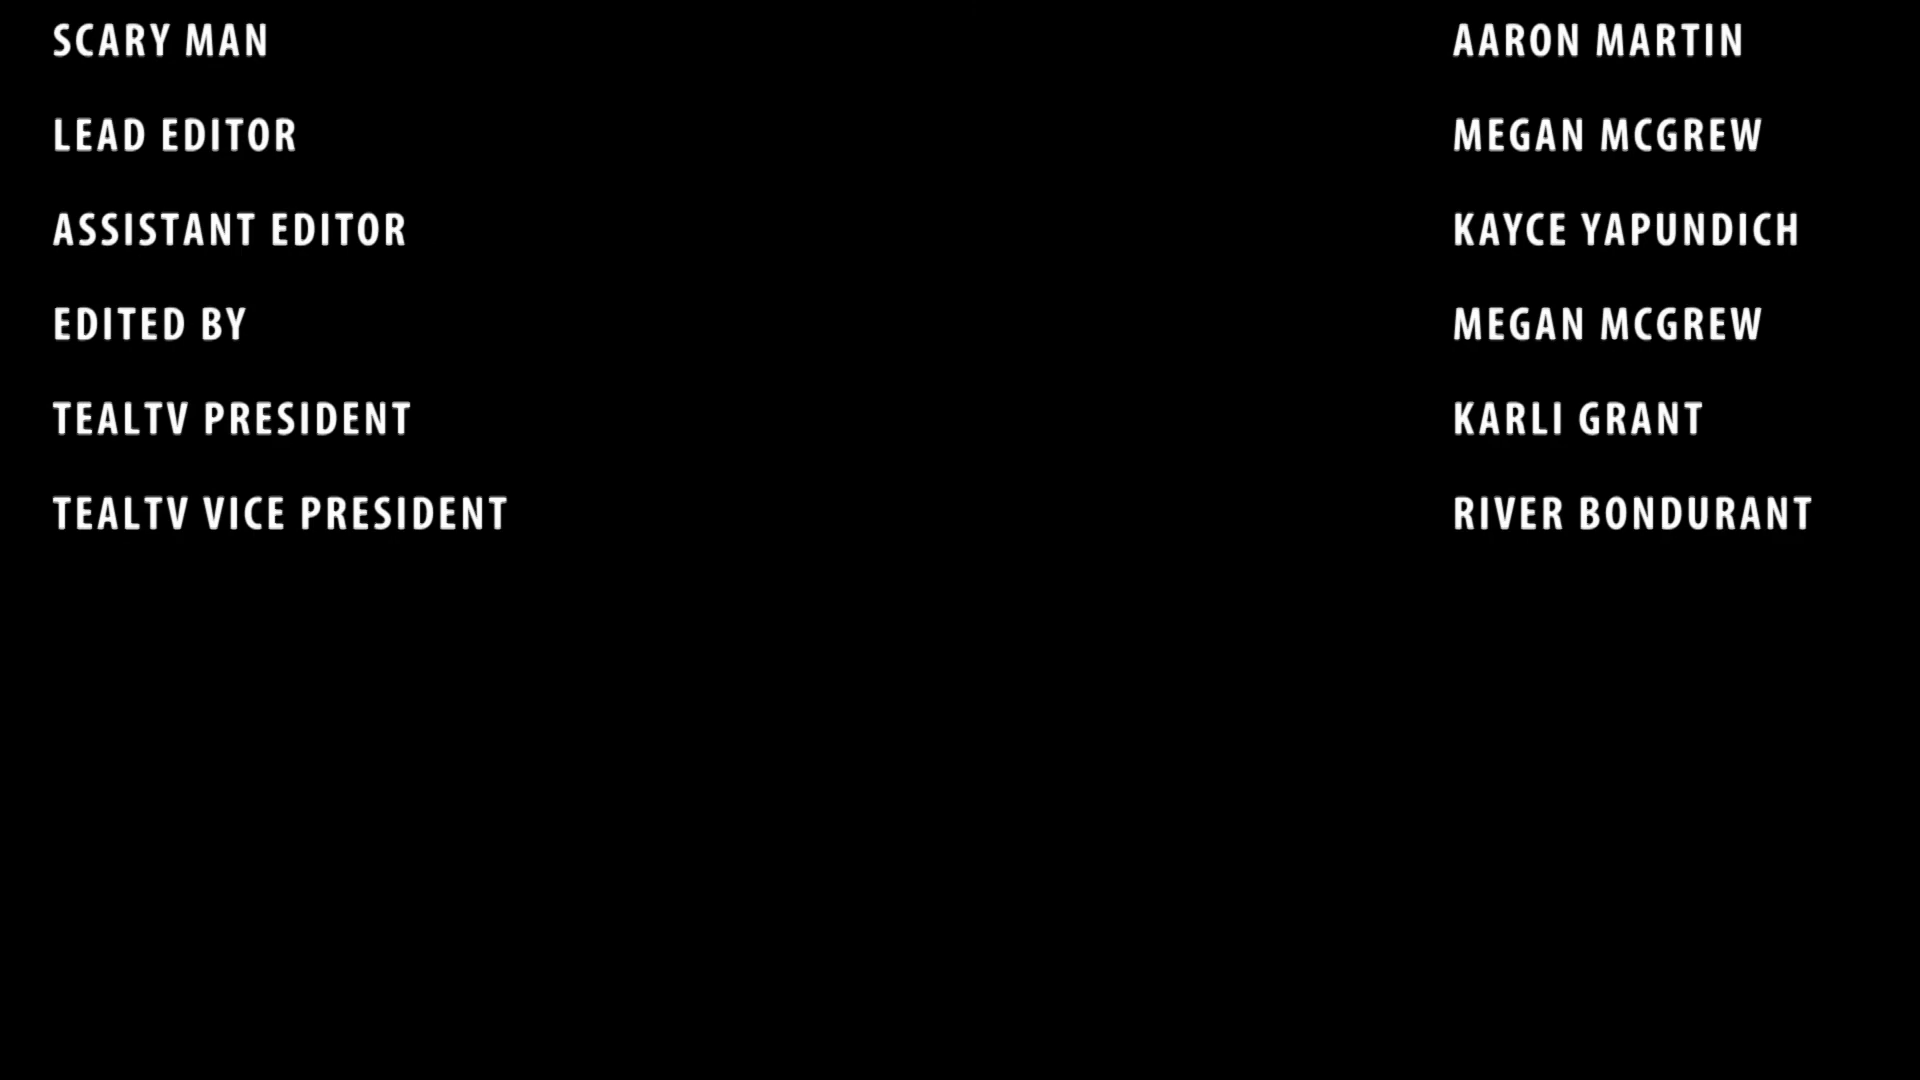 SCARY MAN AARON MARTIN
LEAD EDITOR MEGAN MCGREW
ASSISTANT EDITOR KAYCE YAPUNDICH
EDITED BY MEGAN MCGREW
TEALTV PRESIDENT KARLI GRANT
TEALTV VICE PRESIDENT RIVER BONDURANT